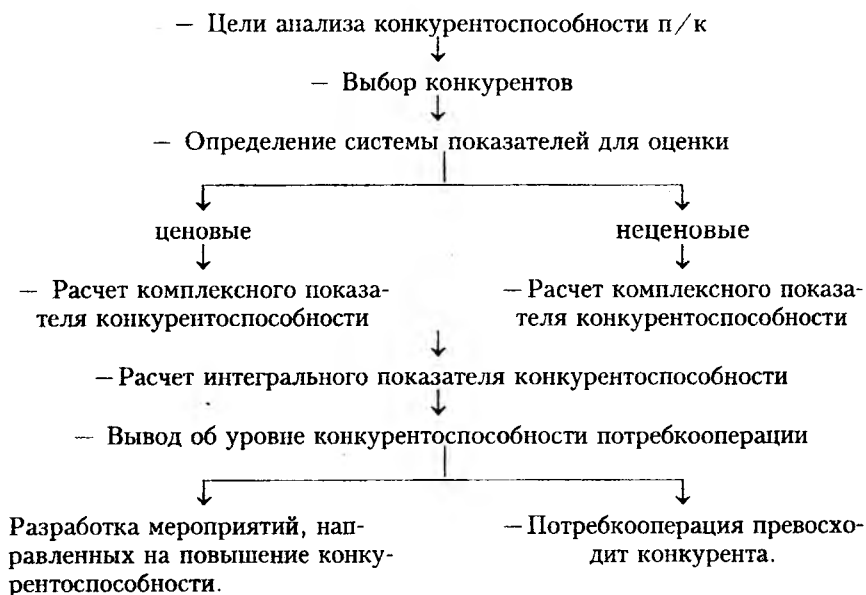 — Цели анализа конкурентоспособности п/к
— Выбор конкурентов
— Определение системы показателей для оценки
ценовые
неценовые
— Расчет комплексного показа-
теля конкурентоспособности
— Расчет комплексного показа-
теля конкурентоспособности
— Расчет интегрального показателя конкурентоспособности
— Вывод об уровне конкурентоспособности потребкооперации
Разработка мероприятий, нап-
равленных на повышение конку-
рентоспособности.
— Потребкооперация превосхо-
дит конкурента.